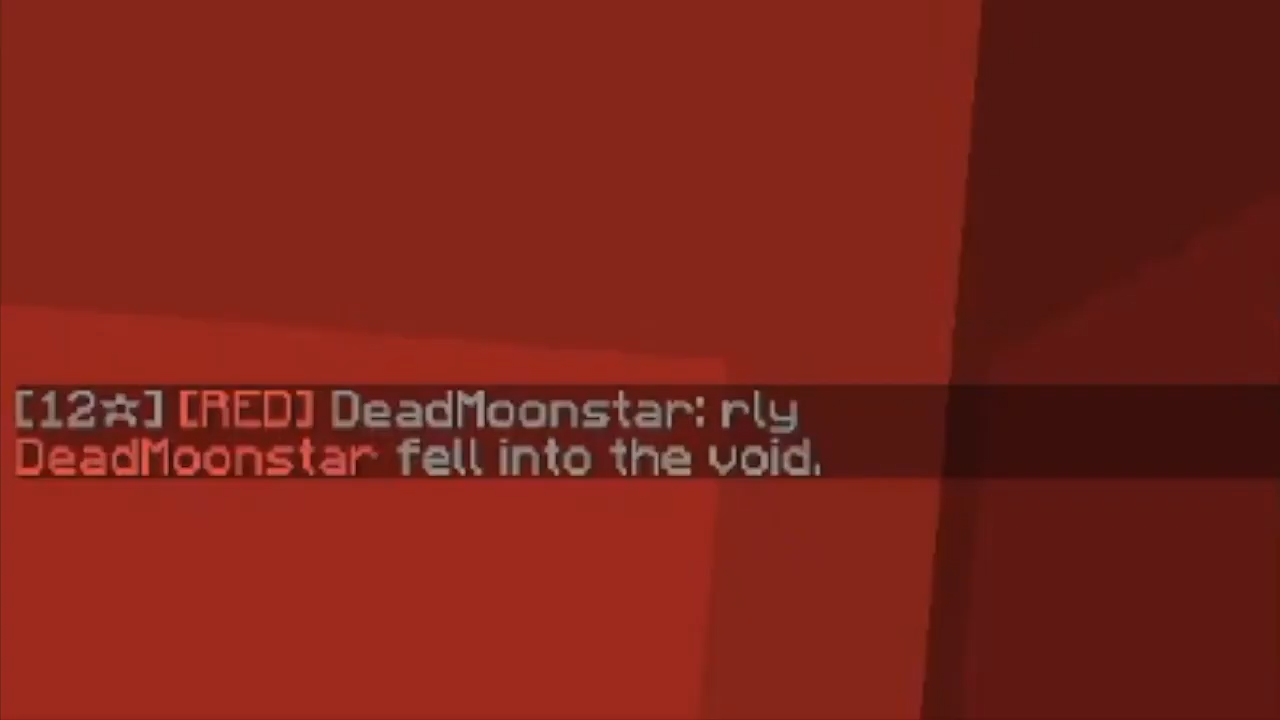 [12☆] [RED] DeadMoonstar: rly
DeadMoonstar fell into the void.